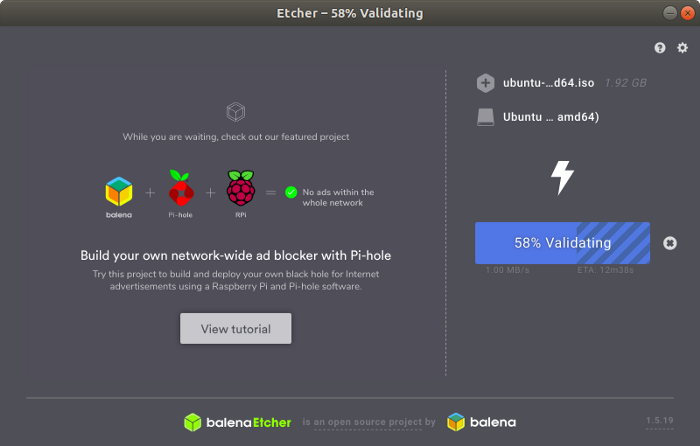 Etcher – 58% Validating
While you are waiting, check out our featured project
balena
Pi-hole
RPi
No ads within the
whole network
Build your own network-wide ad blocker with Pi-hole
Try this project to build and deploy your own black hole for Internet
advertisements using a Raspberry Pi and Pi-hole software.
View tutorial
ubuntu-...d64.iso 1.92 GB
Ubuntu ... amd64)
58% Validating
1.00 MB/s ETA: 12m38s
balenaEtcher is an open source project by balena 1.5.19